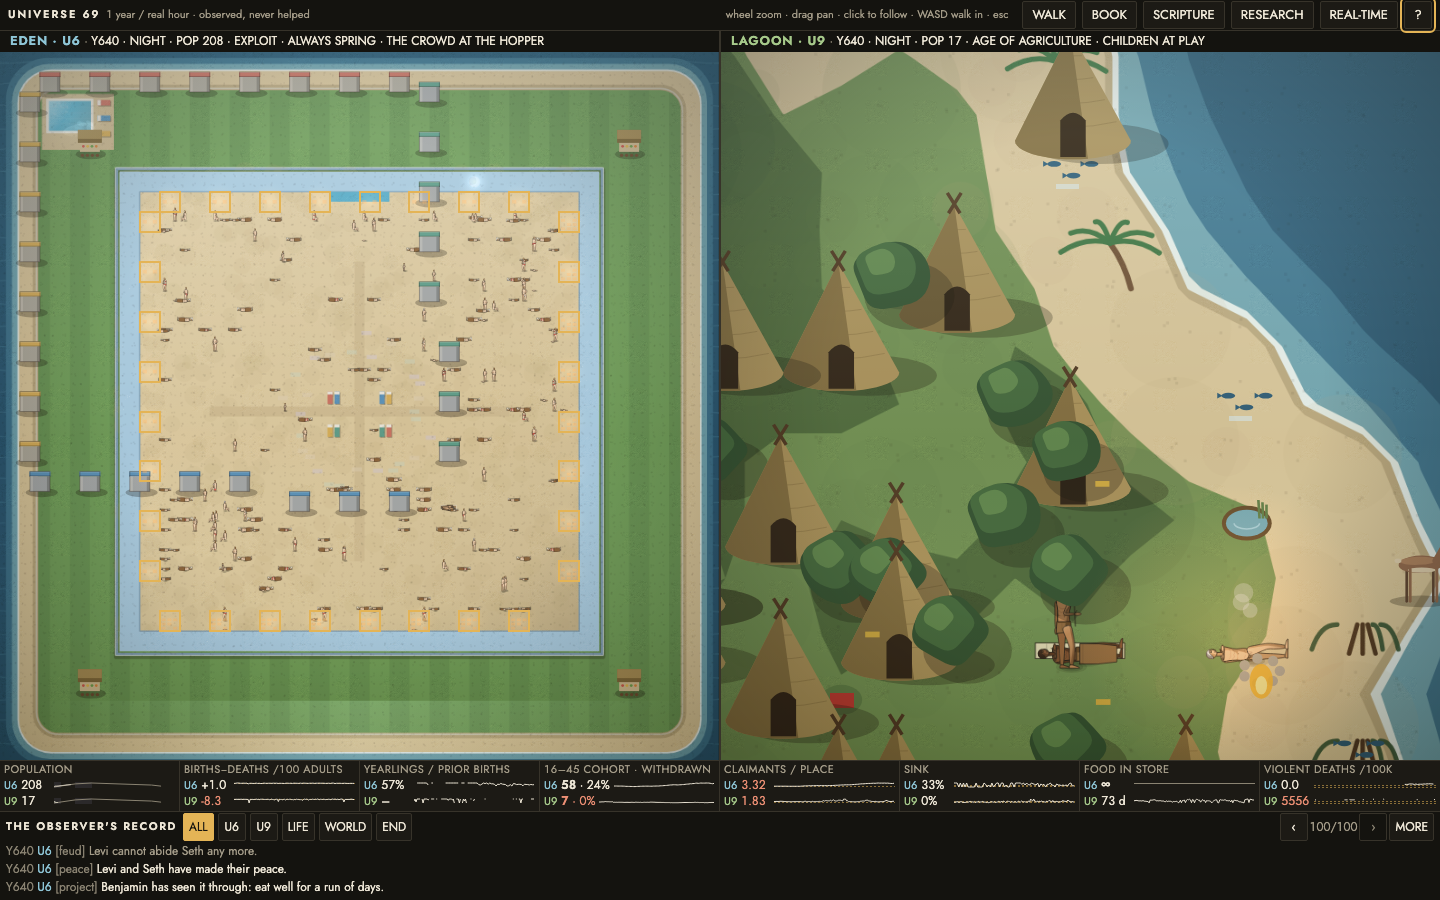 UNIVERSE 69 1 year / real hour · observed, never helped
wheel zoom · drag pan · click to follow · WASD walk in · esc
WALK BOOK SCRIPTURE RESEARCH REAL-TIME ?
EDEN · U6 · Y640 · NIGHT · POP 208 · EXPLOIT · ALWAYS SPRING · THE CROWD AT THE HOPPER
LAGOON · U9 · Y640 · NIGHT · POP 17 · AGE OF AGRICULTURE · CHILDREN AT PLAY
POPULATION
U6 208
U9 17
BIRTHS–DEATHS /100 ADULTS
U6 +1.0
U9 -8.3
YEARLINGS / PRIOR BIRTHS
U6 57%
U9 –
16–45 COHORT · WITHDRAWN
U6 58 · 24%
U9 7 · 0%
CLAIMANTS / PLACE
U6 3.32
U9 1.83
SINK
U6 33%
U9 0%
FOOD IN STORE
U6 ∞
U9 73 d
VIOLENT DEATHS /100K
U6 0.0
U9 5556
THE OBSERVER'S RECORD ALL U6 U9 LIFE WORLD END
‹ 100/100 › MORE
Y640 U6 [feud] Levi cannot abide Seth any more.
Y640 U6 [peace] Levi and Seth have made their peace.
Y640 U6 [project] Benjamin has seen it through: eat well for a run of days.